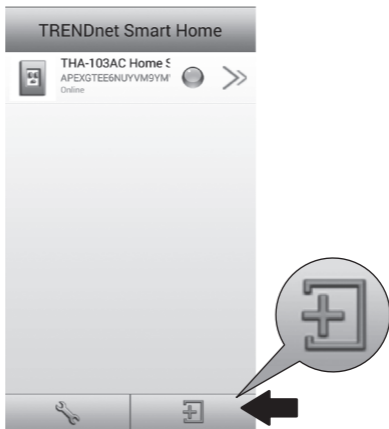 TRENDnet Smart Home
THA-103AC Home S
APEXGTEE6NUYVM9YM
Online